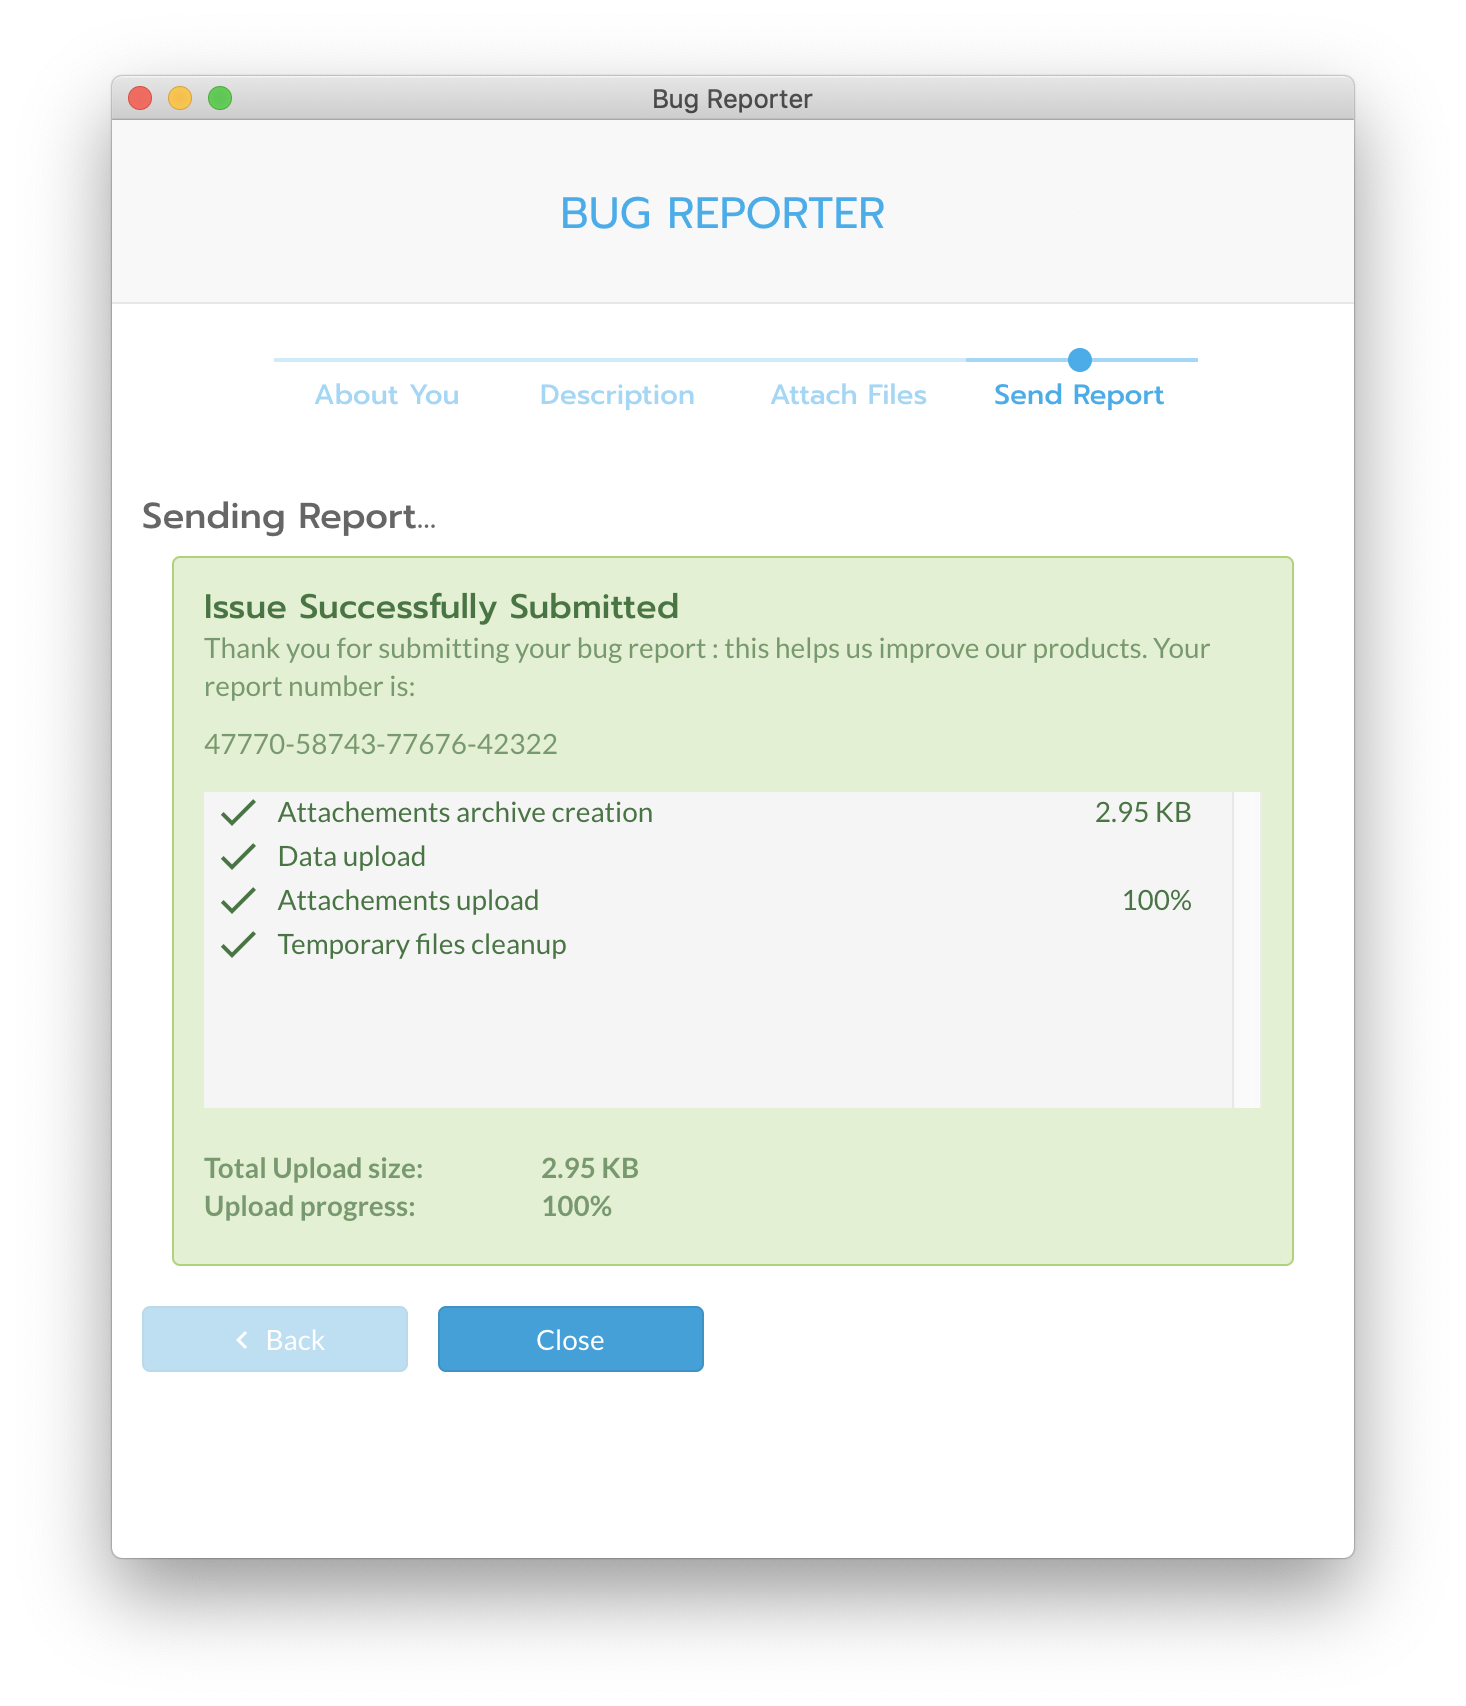 Bug Reporter
BUG REPORTER
About You Description Attach Files Send Report
Sending Report...
Issue Successfully Submitted
Thank you for submitting your bug report : this helps us improve our products. Your
report number is:
47770-58743-77676-42322
Attachements archive creation 2.95 KB
Data upload
Attachements upload 100%
Temporary files cleanup
Total Upload size: 2.95 KB
Upload progress: 100%
Back Close